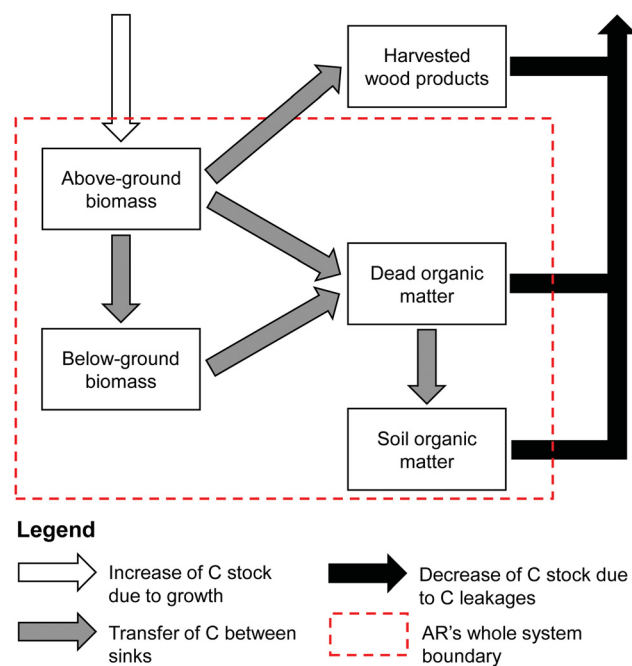 Harvested
wood products
Above-ground
biomass
Dead organic
matter
Below-ground
biomass
Soil organic
matter
Legend
Increase of C stock
due to growth
Decrease of C stock due
to C leakages
Transfer of C between
sinks
AR's whole system
boundary